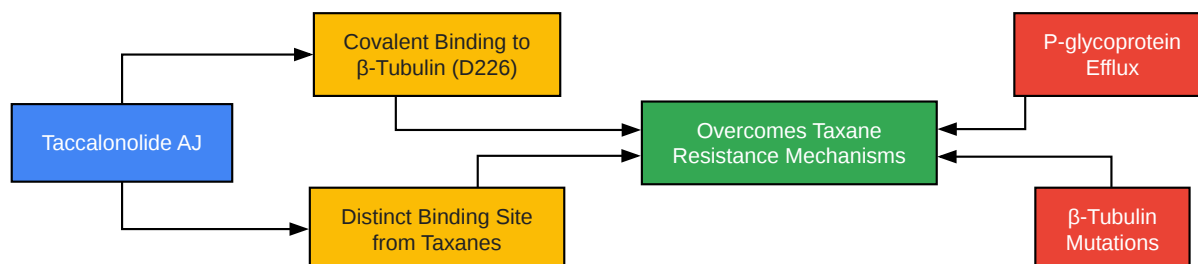 Taccalonolide AJ
Covalent Binding to
β-Tubulin (D226)
Distinct Binding Site
from Taxanes
Overcomes Taxane
Resistance Mechanisms
P-glycoprotein
Efflux
β-Tubulin
Mutations